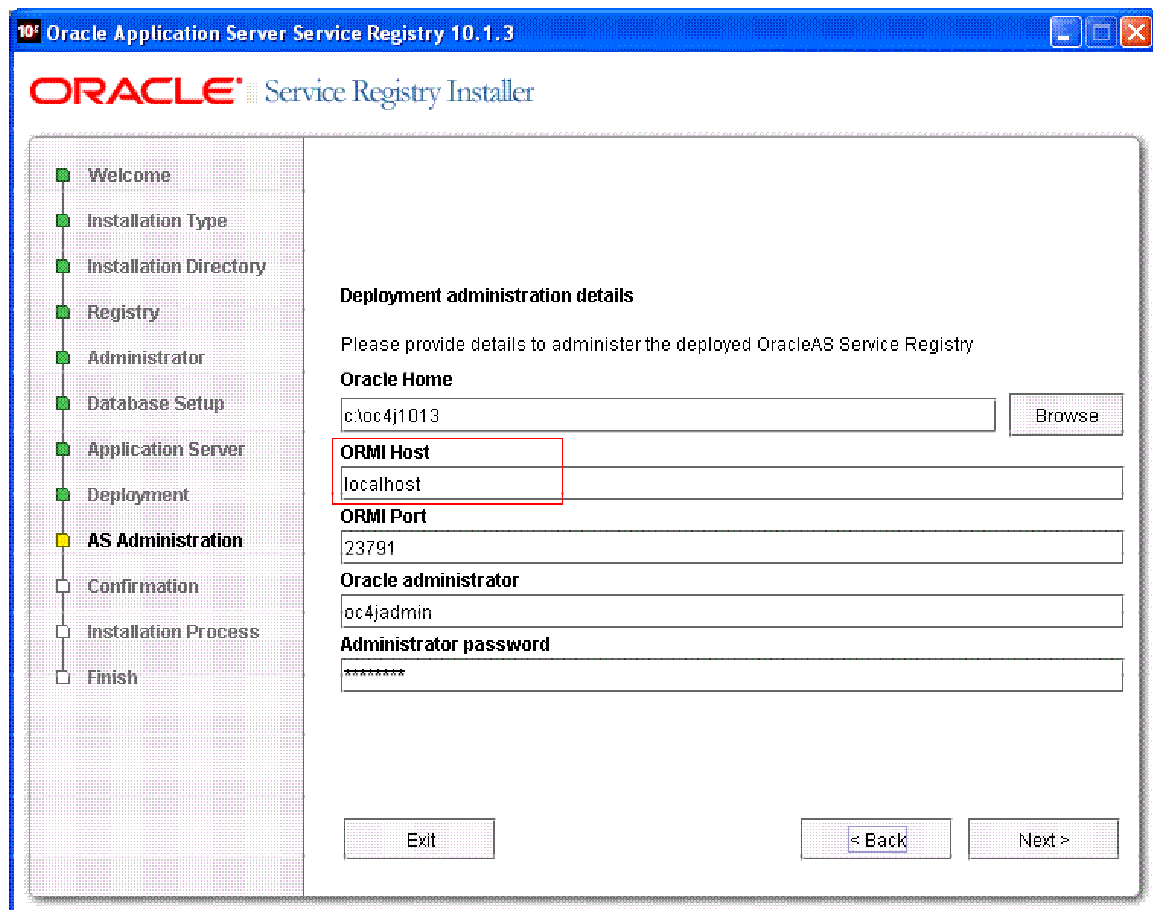 10g Oracle Application Server Service Registry 10.1.3
ORACLE Service Registry Installer
Welcome
Installation Type
Installation Directory
Registry
Administrator
Database Setup
Application Server
Deployment
AS Administration
Confirmation
Installation Process
Finish
Deployment administration details
Please provide details to administer the deployed OracleAS Service Registry
Oracle Home
c:\oc4j1013
Browse
ORMI Host
localhost
ORMI Port
23791
Oracle administrator
oc4jadmin
Administrator password
********
Exit
< Back
Next >